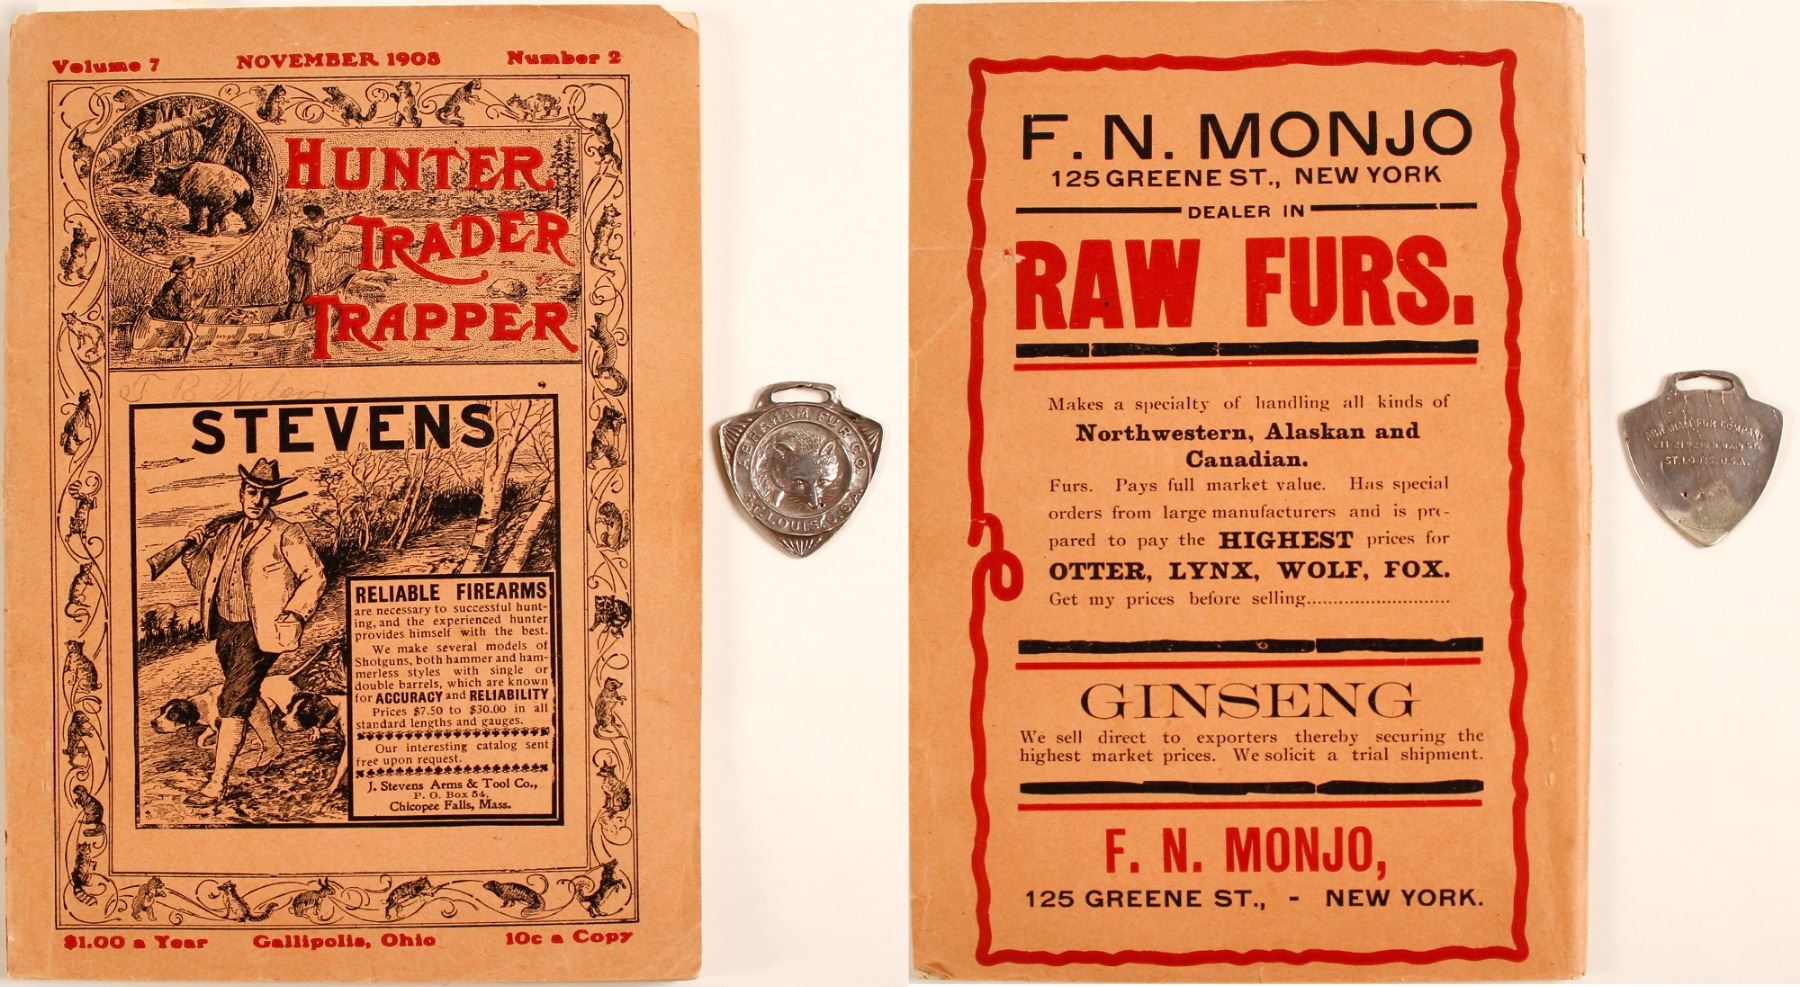 Volume 7 NOVEMBER 1903 Number 2
HUNTER
TRADER
TRAPPER
STEVENS
RELIABLE FIREARMS
are necessary to successful hunt-
ing, and the experienced hunter
provides himself with the best.
We make several models of
Shotguns, both hammer and ham-
merless styles with single or
double barrels, which are known
for ACCURACY and RELIABILITY
Prices $7.50 to $30.00 in all
standard lengths and gauges.
Our interesting catalog sent
free upon request.
J. Stevens Arms & Tool Co.,
P. O. Box 54,
Chicopee Falls, Mass.
$1.00 a Year Gallipolis, Ohio 10c a Copy
ABRAHAM FUR CO.
ST. LOUIS, U.S.A.
F. N. MONJO
125 GREENE ST., NEW YORK
DEALER IN
RAW FURS.
Makes a specialty of handling all kinds of
Northwestern, Alaskan and
Canadian.
Furs. Pays full market value. Has special
orders from large manufacturers and is pre-
pared to pay the HIGHEST prices for
OTTER, LYNX, WOLF, FOX.
Get my prices before selling..........................
GINSENG
We sell direct to exporters thereby securing the
highest market prices. We solicit a trial shipment.
F. N. MONJO,
125 GREENE ST., - NEW YORK.
ABRAHAM FUR COMPANY
ST. LOUIS, U.S.A.